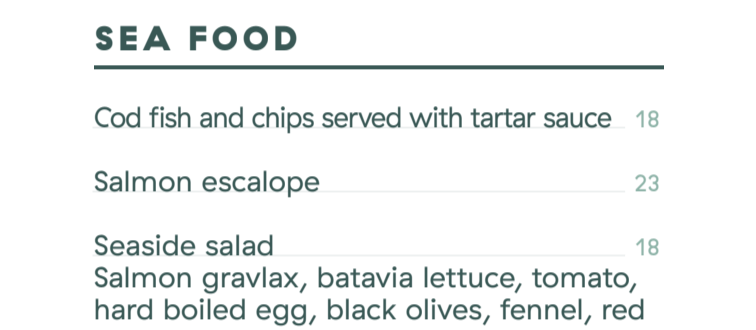 SEA FOOD
Cod fish and chips served with tartar sauce 18
Salmon escalope 23
Seaside salad 18
Salmon gravlax, batavia lettuce, tomato,
hard boiled egg, black olives, fennel, red